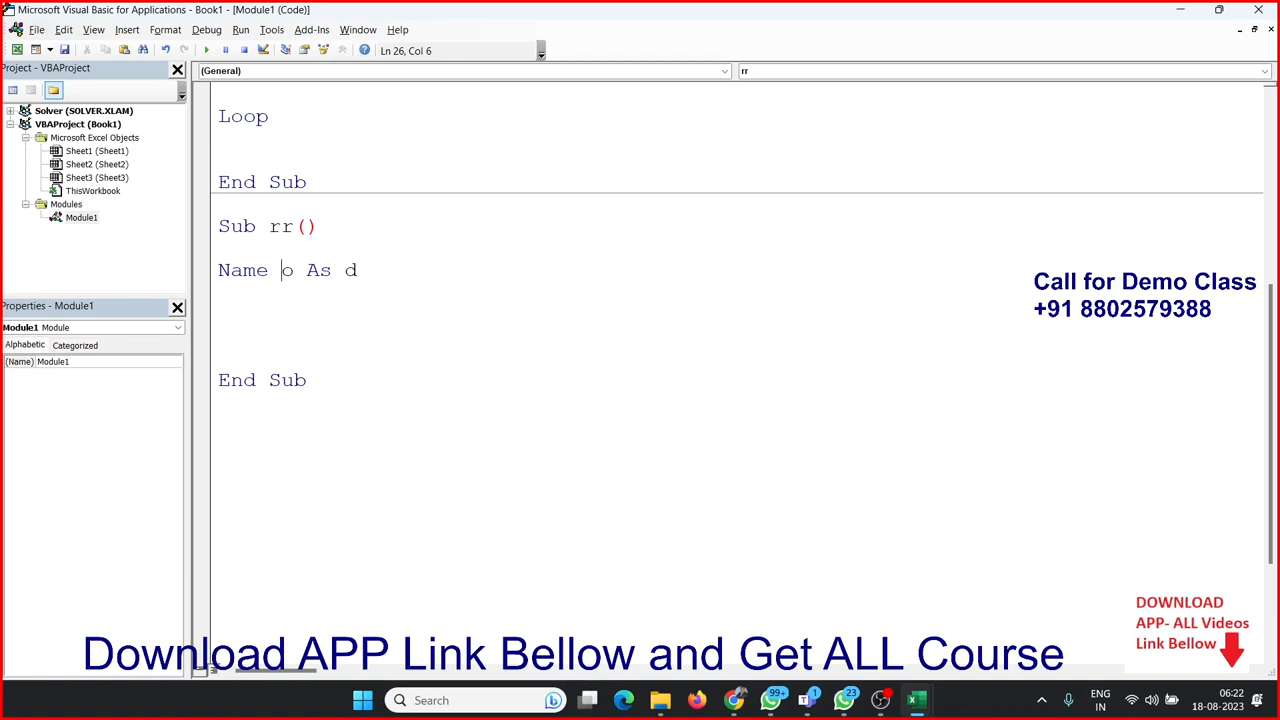 Microsoft Visual Basic for Applications - Book1 - [Module1 (Code)]
File Edit View Insert Format Debug Run Tools Add-Ins Window Help
Ln 26, Col 6
Project - VBAProject
(General)
rr
Solver (SOLVER.XLAM)
VBAProject (Book1)
Microsoft Excel Objects
Sheet1 (Sheet1)
Sheet2 (Sheet2)
Sheet3 (Sheet3)
ThisWorkbook
Modules
Module1
Properties - Module1
Module1 Module
Alphabetic Categorized
(Name) Module1
Loop
End Sub
Sub rr()
Name o As d
End Sub
Call for Demo Class
+91 8802579388
DOWNLOAD
APP- ALL Videos
Link Bellow
Download APP Link Bellow and Get ALL Course
Search
99+
1
23
ENG
IN
06:22
18-08-2023